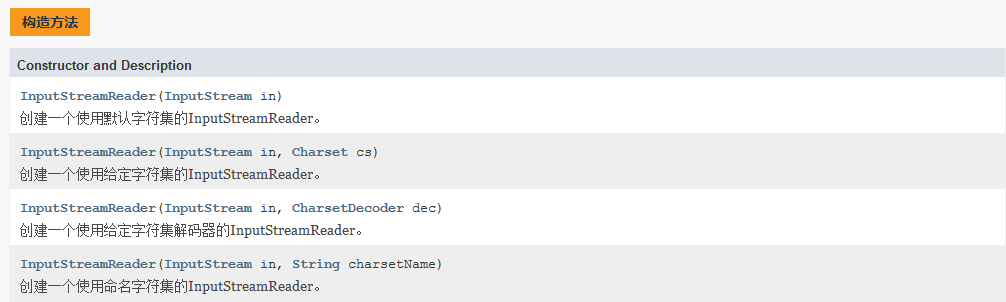 构造方法
Constructor and Description
InputStreamReader(InputStream in)
创建一个使用默认字符集的InputStreamReader。
InputStreamReader(InputStream in, Charset cs)
创建一个使用给定字符集的InputStreamReader。
InputStreamReader(InputStream in, CharsetDecoder dec)
创建一个使用给定字符集解码器的InputStreamReader。
InputStreamReader(InputStream in, String charsetName)
创建一个使用命名字符集的InputStreamReader。